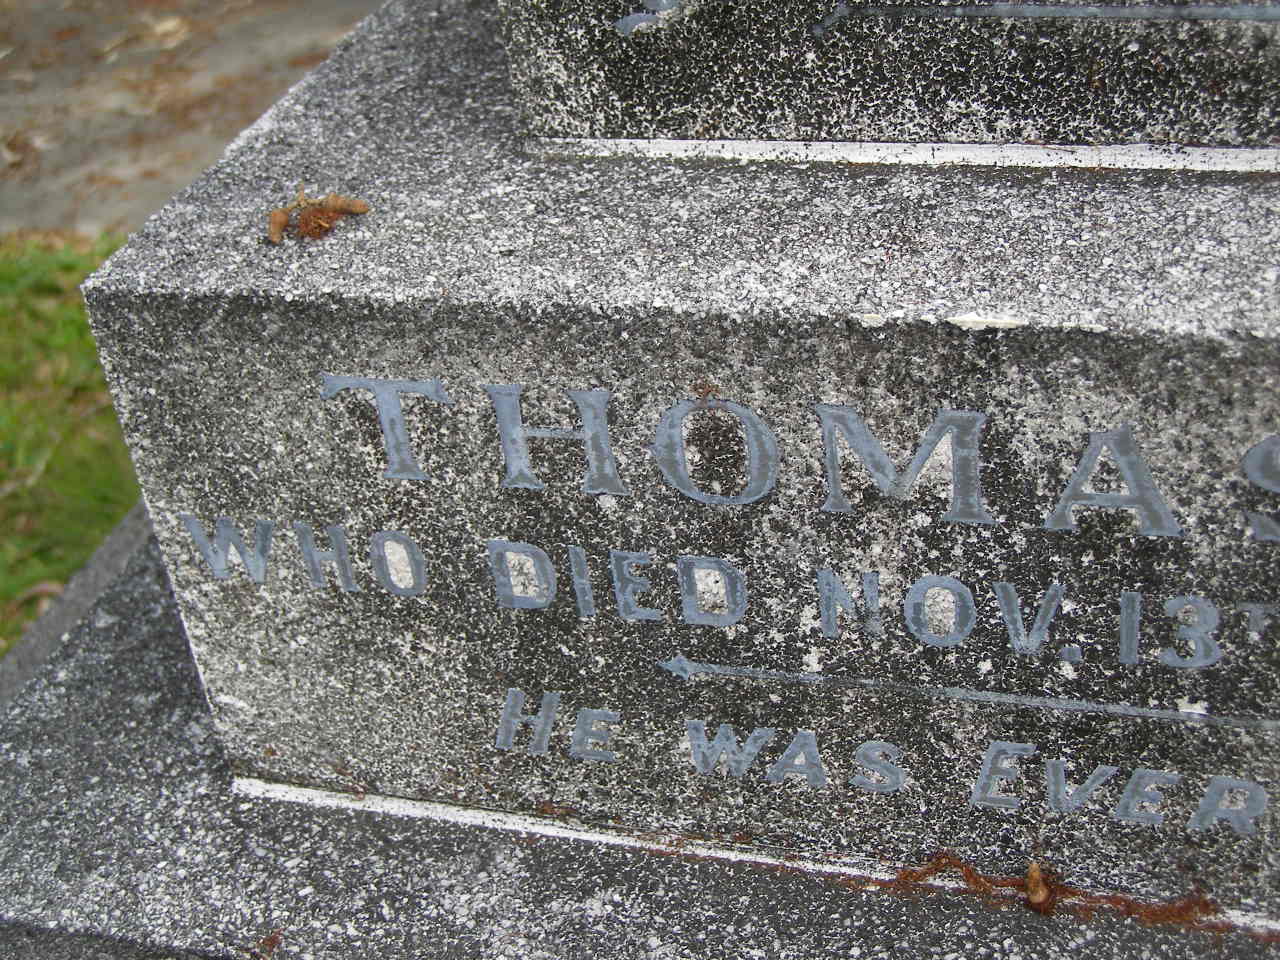 THOMAS
WHO DIED NOV. 13
HE WAS EVER